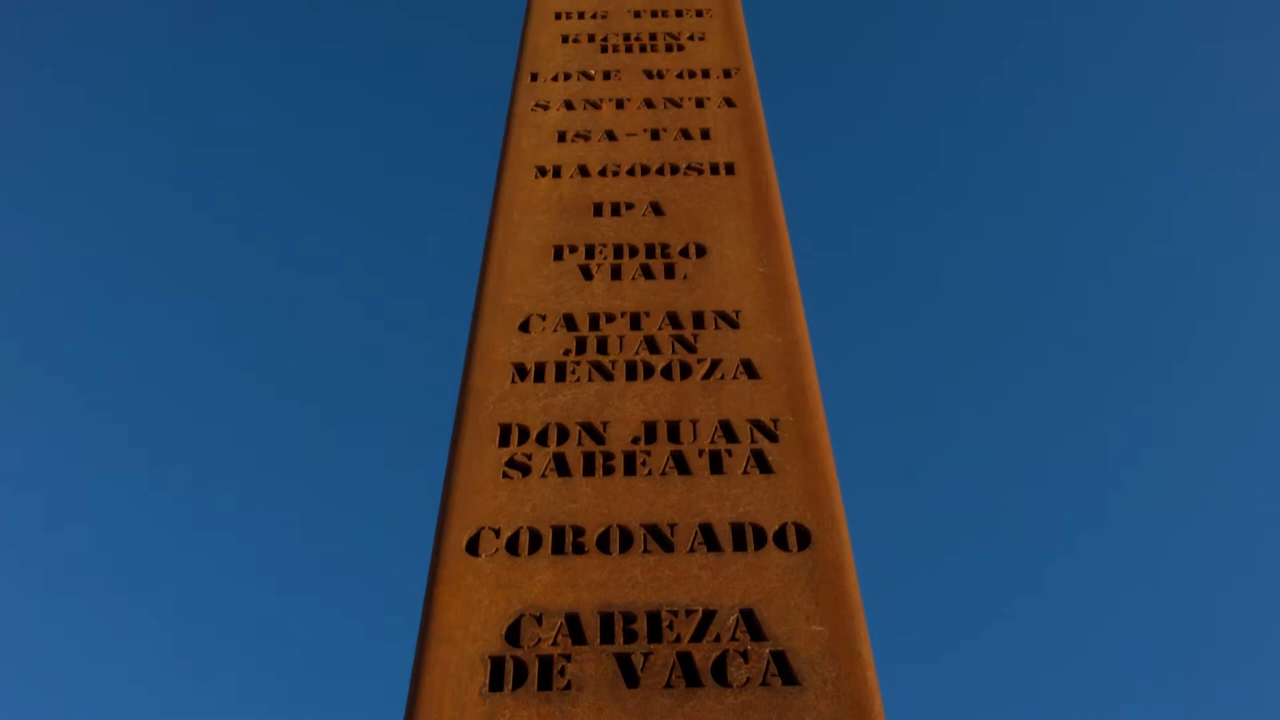 BIG TREE
KICKING
BIRD
LONE WOLF
SANTANTA
ISA-TAI
MAGOOSH
IPA
PEDRO
VIAL
CAPTAIN
JUAN
MENDOZA
DON JUAN
SABEATA
CORONADO
CABEZA
DE VACA